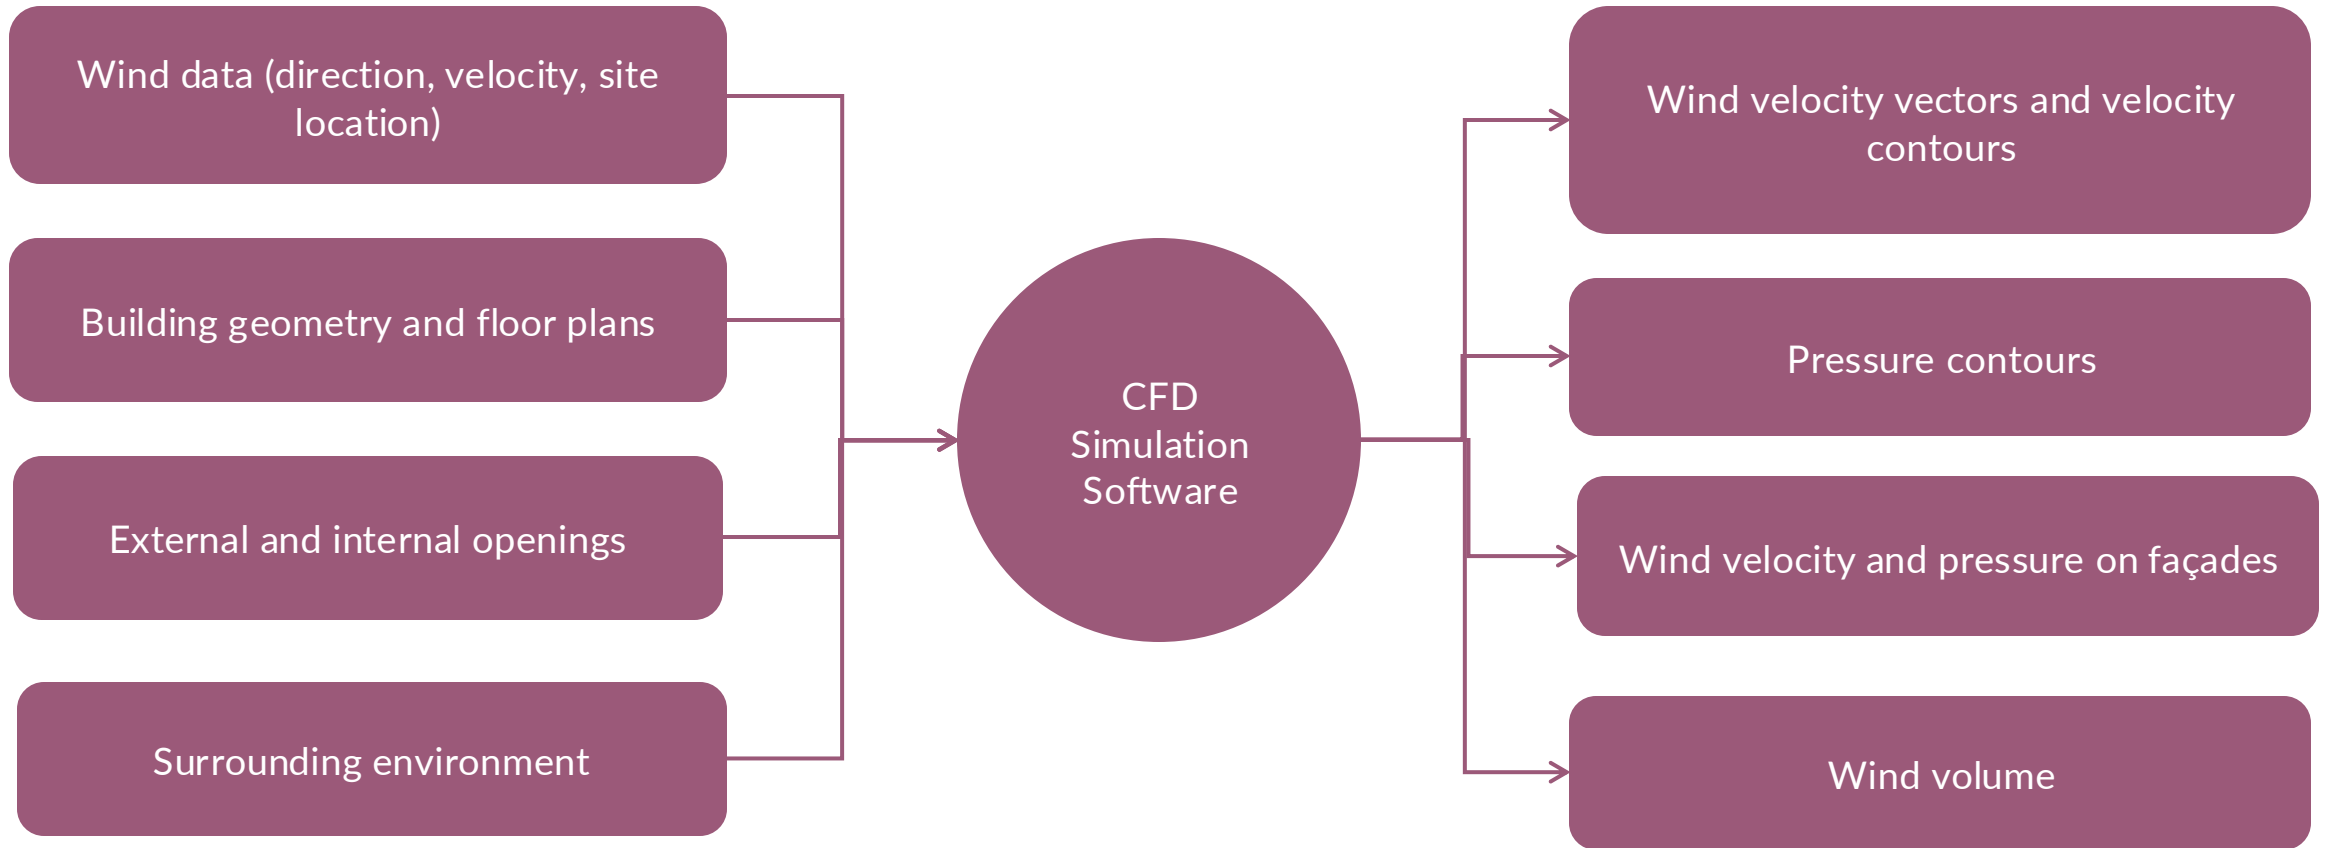 Wind data (direction, velocity, site
location)
Building geometry and floor plans
External and internal openings
Surrounding environment
CFD
Simulation
Software
Wind velocity vectors and velocity
contours
Pressure contours
Wind velocity and pressure on façades
Wind volume